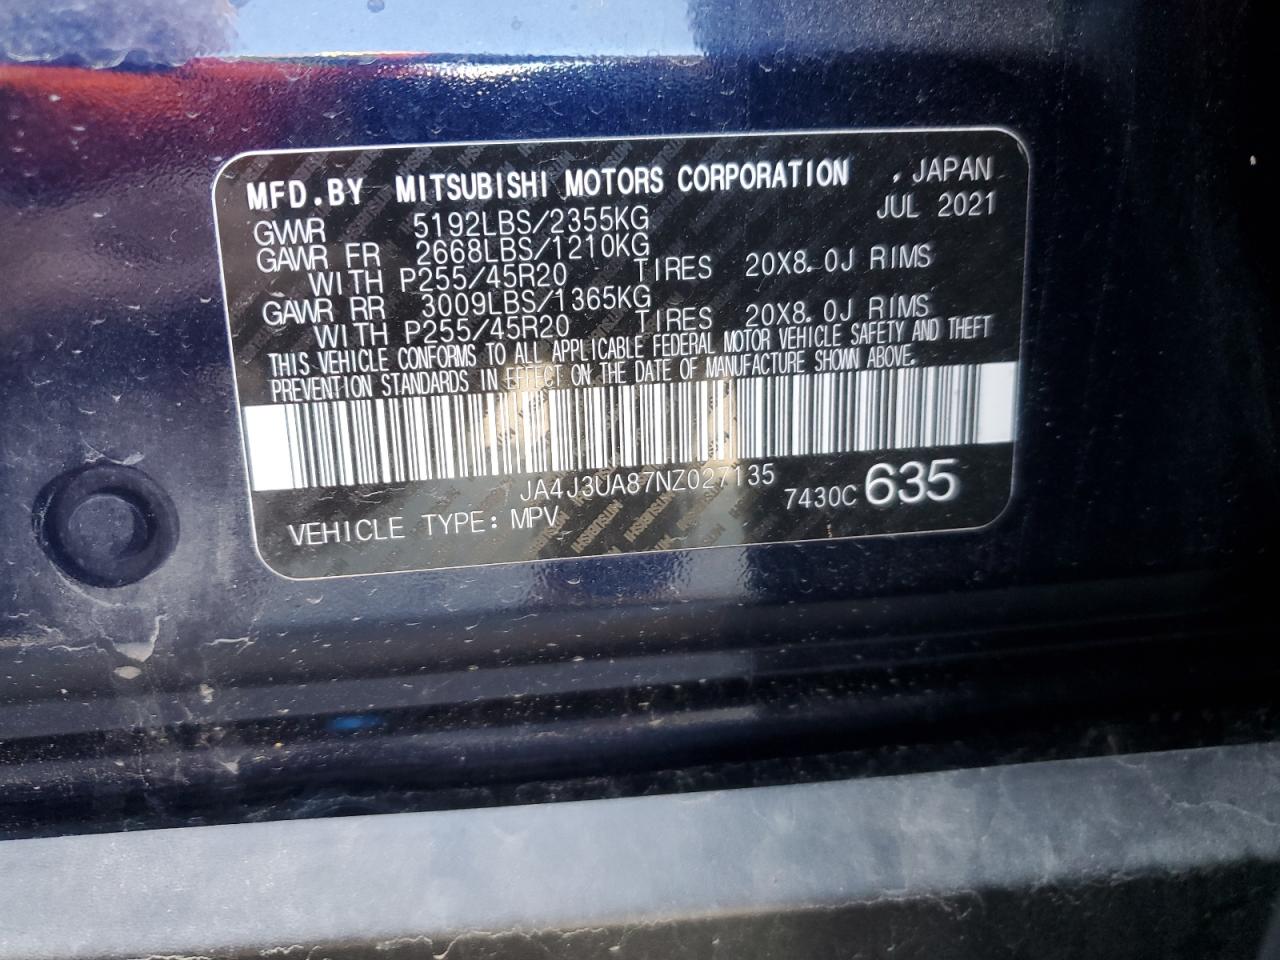 MFD.BY MITSUBISHI MOTORS CORPORATION , JAPAN
JUL 2021
GVWR 5192LBS/2355KG
GAWR FR 2668LBS/1210KG
WITH P255/45R20 TIRES 20X8.0J RIMS
GAWR RR 3009LBS/1365KG
WITH P255/45R20 TIRES 20X8.0J RIMS
THIS VEHICLE CONFORMS TO ALL APPLICABLE FEDERAL MOTOR VEHICLE SAFETY AND THEFT
PREVENTION STANDARDS IN EFFECT ON THE DATE OF MANUFACTURE SHOWN ABOVE.
JA4J3UA87NZ027135 7430C 635
VEHICLE TYPE: MPV